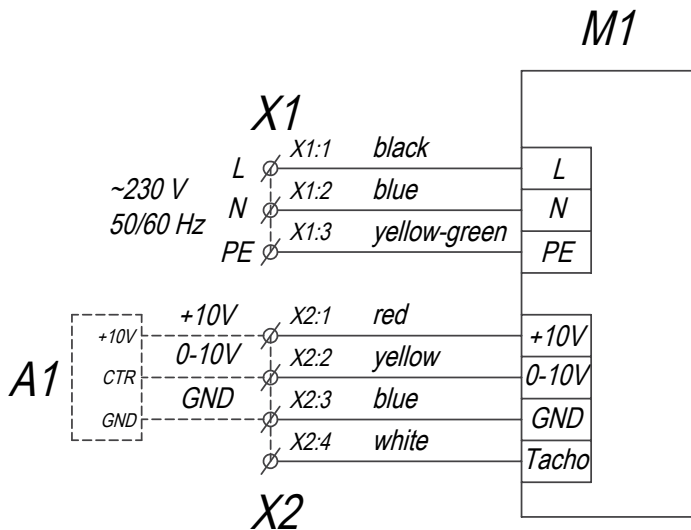 M1
X1
L X1:1 black L
~230 V
50/60 Hz
N X1:2 blue N
PE X1:3 yellow-green PE
A1
+10V +10V X2:1 red +10V
CTR 0-10V X2:2 yellow 0-10V
GND GND X2:3 blue GND
X2:4 white Tacho
X2